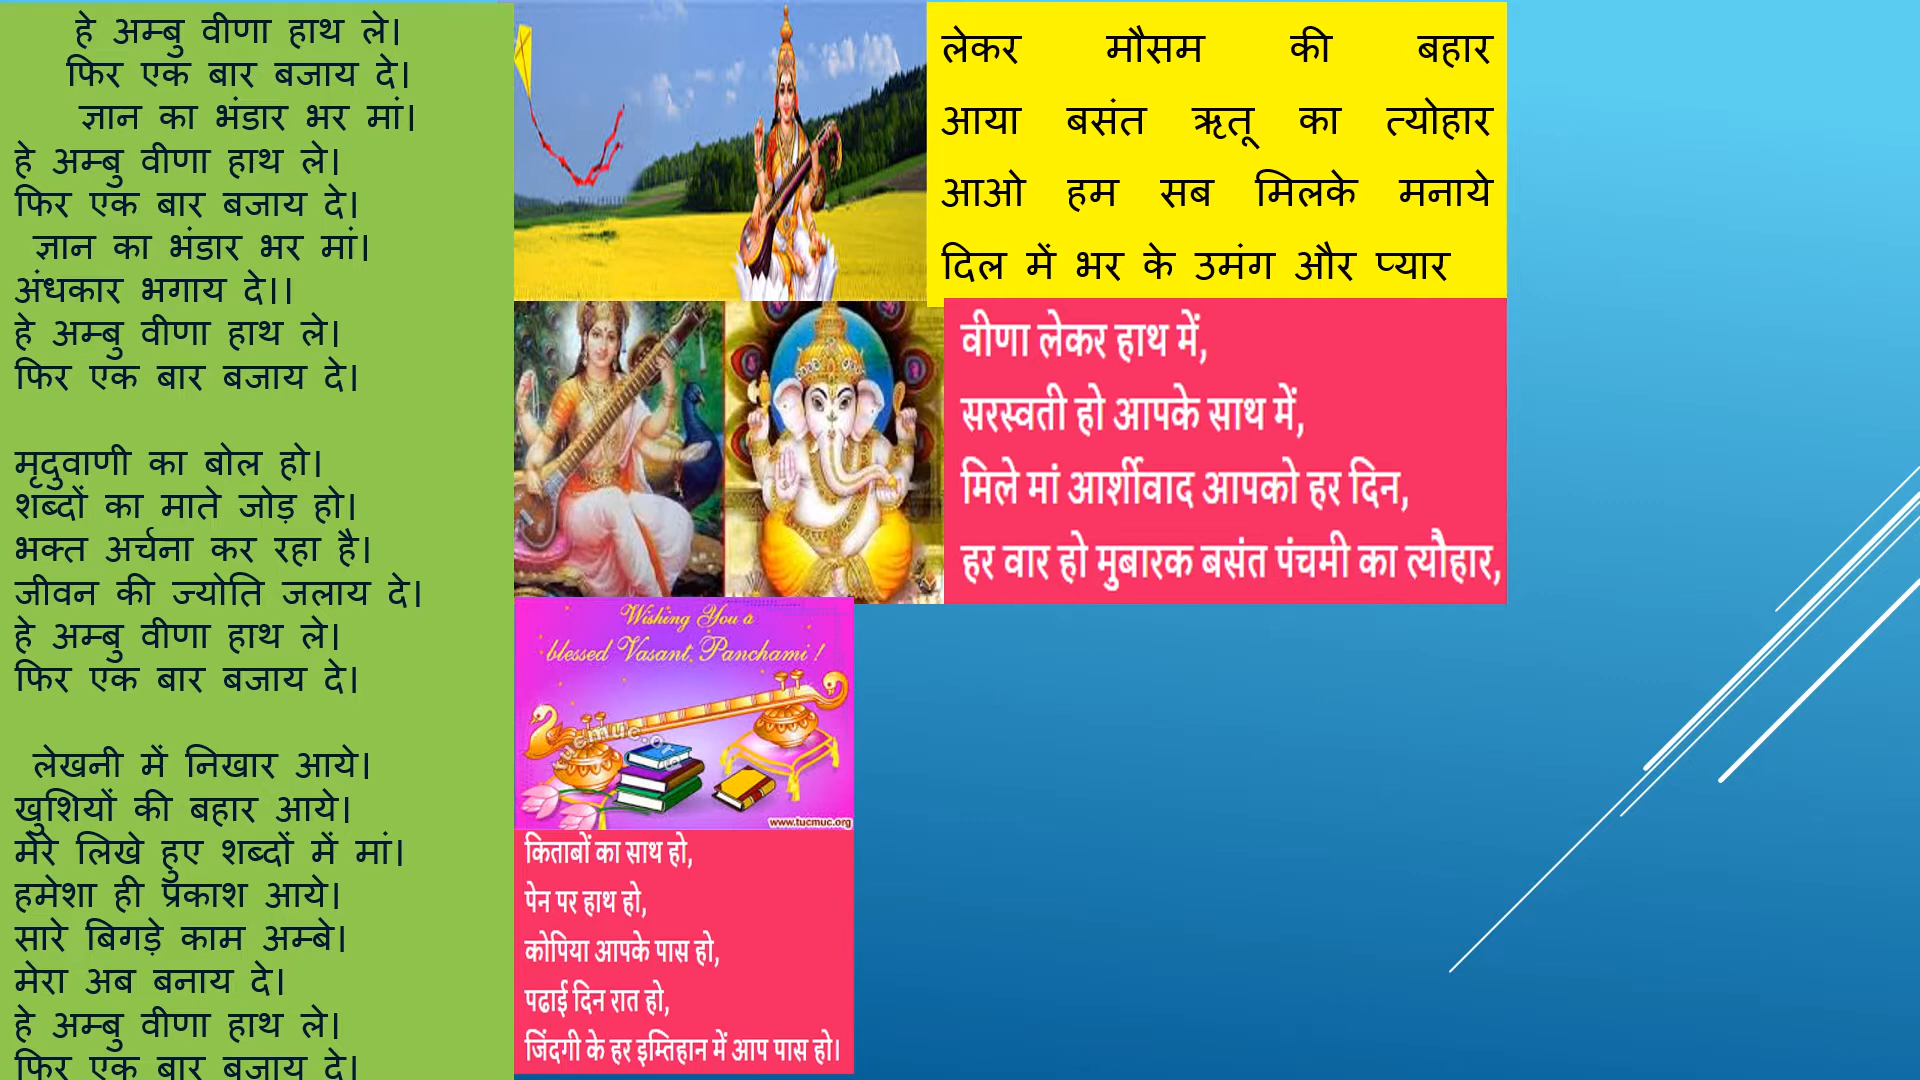 हे अम्बु वीणा हाथ ले।
फिर एक बार बजाय दे।
ज्ञान का भंडार भर मां।
हे अम्बु वीणा हाथ ले।
फिर एक बार बजाय दे।
ज्ञान का भंडार भर मां।
अंधकार भगाय दे।।
हे अम्बु वीणा हाथ ले।
फिर एक बार बजाय दे।
मृदुवाणी का बोल हो।
शब्दों का माते जोड़ हो।
भक्त अर्चना कर रहा है।
जीवन की ज्योति जलाय दे।
हे अम्बु वीणा हाथ ले।
फिर एक बार बजाय दे।
लेखनी में निखार आये।
खुशियों की बहार आये।
मेरे लिखे हुए शब्दों में मां।
हमेशा ही प्रकाश आये।
सारे बिगड़े काम अम्बे।
मेरा अब बनाय दे।
हे अम्बु वीणा हाथ ले।
फिर एक बार बजाय दे।
लेकर मौसम की बहार
आया बसंत ऋतू का त्योहार
आओ हम सब मिलके मनाये
दिल में भर के उमंग और प्यार
वीणा लेकर हाथ में,
सरस्वती हो आपके साथ में,
मिले मां आर्शीवाद आपको हर दिन,
हर वार हो मुबारक बसंत पंचमी का त्यौहार,
Wishing You a
blessed Vasant Panchami !
tucmuc.org
www.tucmuc.org
किताबों का साथ हो,
पेन पर हाथ हो,
कोपिया आपके पास हो,
पढाई दिन रात हो,
जिंदगी के हर इम्तिहान में आप पास हो।